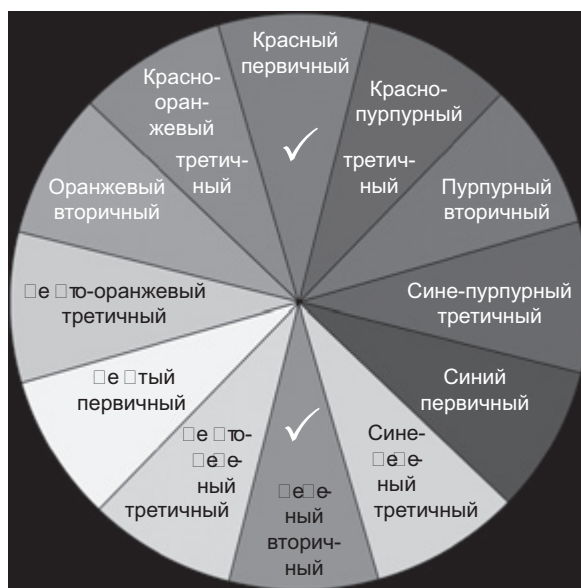 Красный
первичный
Красно-
пурпурный
третич-
ный
Пурпурный
вторичный
Сине-пурпурный
третичный
Синий
первичный
Сине-
ный
третичный
ный
вторич-
ный
ный
третичный
первичный
третичный
Оранжевый
вторичный
Красно-
оран-
жевый
третич-
ный